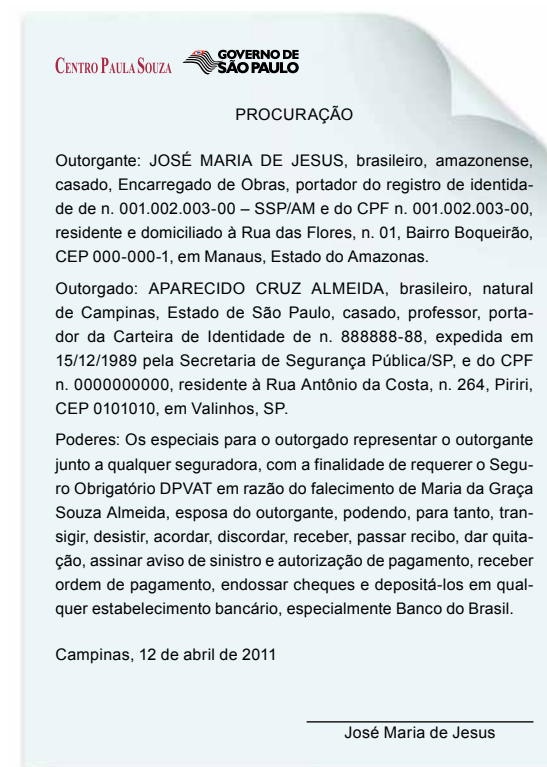 CENTRO PAULA SOUZA GOVERNO DE SÃO PAULO
PROCURAÇÃO
Outorgante: JOSÉ MARIA DE JESUS, brasileiro, amazonense,
casado, Encarregado de Obras, portador do registro de identida-
de de n. 001.002.003-00 – SSP/AM e do CPF n. 001.002.003-00,
residente e domiciliado à Rua das Flores, n. 01, Bairro Boqueirão,
CEP 000-000-1, em Manaus, Estado do Amazonas.
Outorgado: APARECIDO CRUZ ALMEIDA, brasileiro, natural
de Campinas, Estado de São Paulo, casado, professor, porta-
dor da Carteira de Identidade de n. 888888-88, expedida em
15/12/1989 pela Secretaria de Segurança Pública/SP, e do CPF
n. 0000000000, residente à Rua Antônio da Costa, n. 264, Piriri,
CEP 0101010, em Valinhos, SP.
Poderes: Os especiais para o outorgado representar o outorgante
junto a qualquer seguradora, com a finalidade de requerer o Segu-
ro Obrigatório DPVAT em razão do falecimento de Maria da Graça
Souza Almeida, esposa do outorgante, podendo, para tanto, tran-
sigir, desistir, acordar, discordar, receber, passar recibo, dar quita-
ção, assinar aviso de sinistro e autorização de pagamento, receber
ordem de pagamento, endossar cheques e depositá-los em qual-
quer estabelecimento bancário, especialmente Banco do Brasil.
Campinas, 12 de abril de 2011
José Maria de Jesus